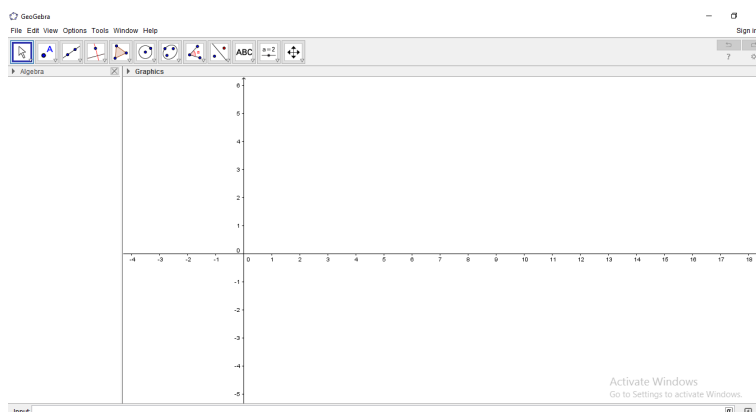 GeoGebra
File Edit View Options Tools Window Help
Sign in
A
ABC
a=2
?
Algebra
Graphics
6
5
4
3
2
1
0
-4 -3 -2 -1 0 1 2 3 4 5 6 7 8 9 10 11 12 13 14 15 16 17 18
-1
-2
-3
-4
-5
Activate Windows
Go to Settings to activate Windows.
Input